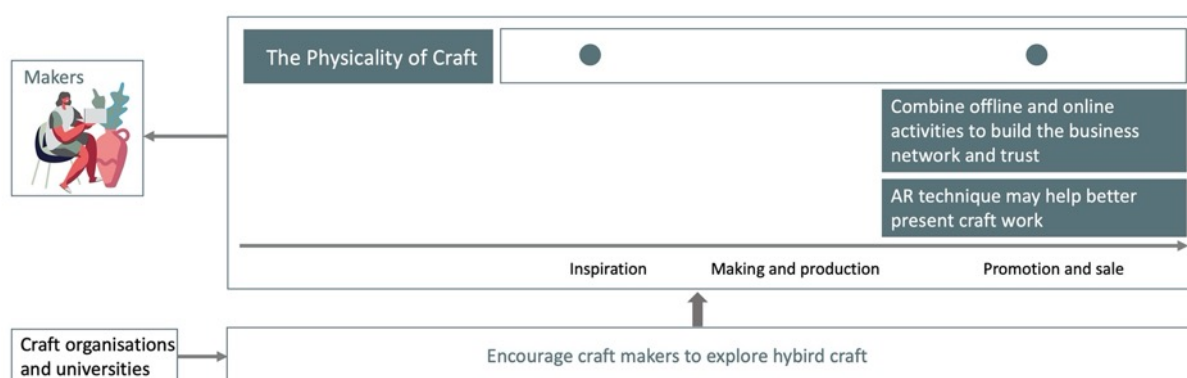 The Physicality of Craft
Makers
Combine offline and online
activities to build the business
network and trust
AR technique may help better
present craft work
Inspiration
Making and production
Promotion and sale
Craft organisations
and universities
Encourage craft makers to explore hybird craft